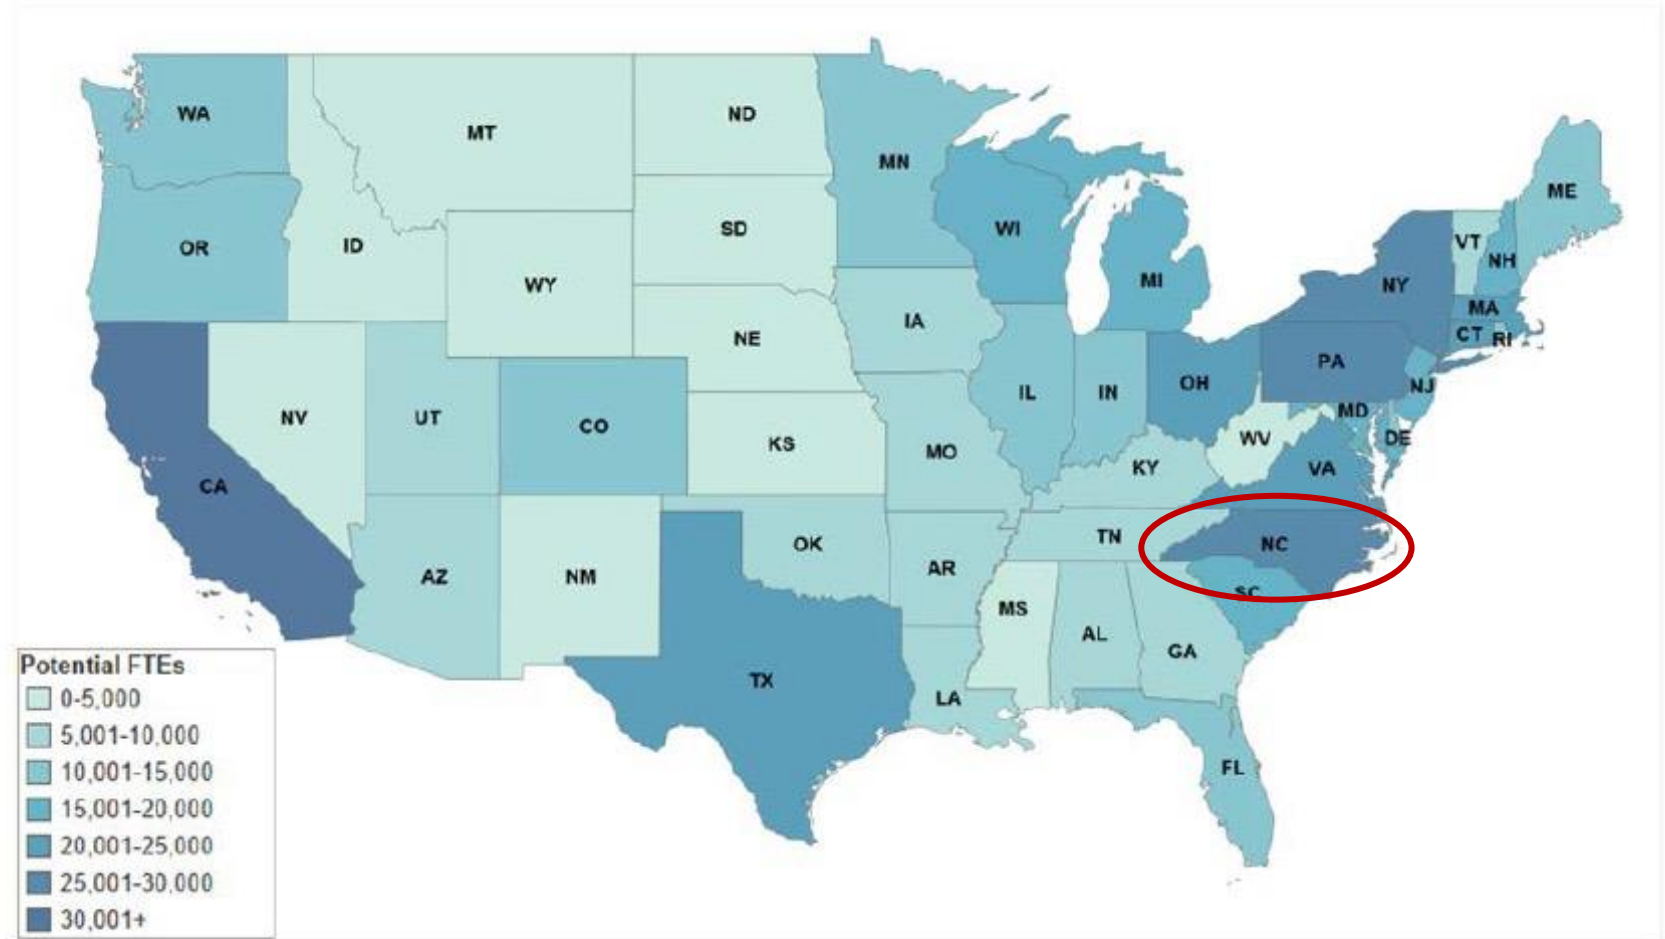 WA
MT
ND
MN
ME
OR
ID
SD
WI
VT
NH
WY
MI
NY
MA
IA
CT RI
NE
PA
NV
UT
CO
IL
IN
OH
NJ
KS
MO
MD
WV
DE
CA
KY
VA
AZ
NM
OK
AR
TN
NC
MS
AL
GA
SC
TX
LA
FL
Potential FTEs
0-5,000
5,001-10,000
10,001-15,000
15,001-20,000
20,001-25,000
25,001-30,000
30,001+